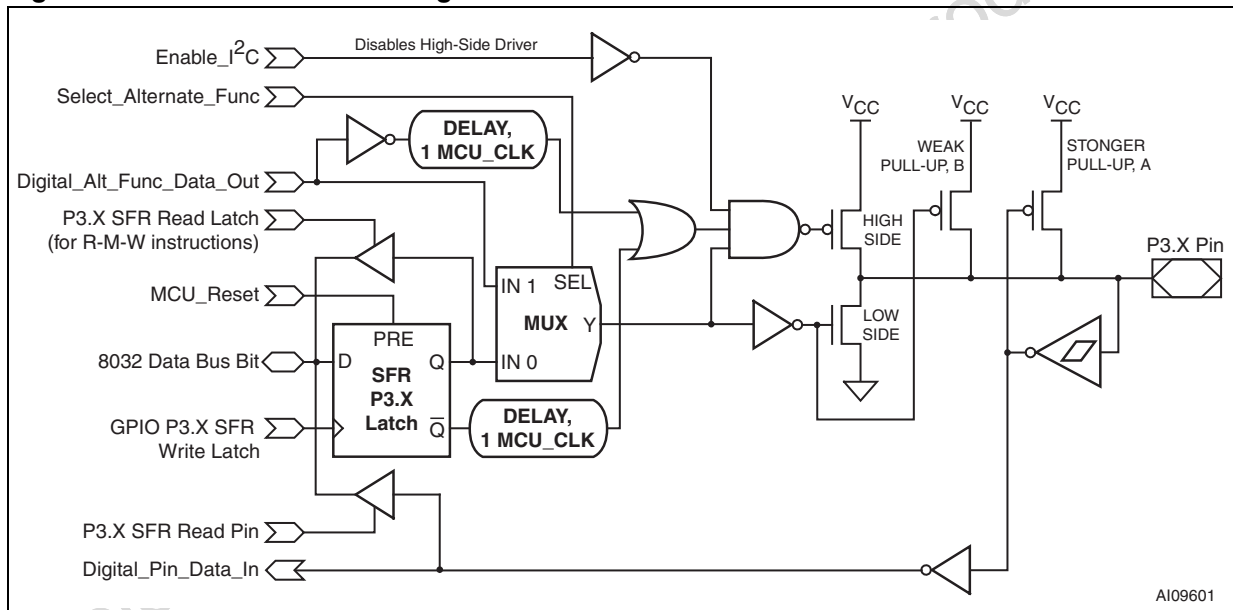 Enable_I2C
Disables High-Side Driver
Select_Alternate_Func
DELAY,
1 MCU_CLK
Digital_Alt_Func_Data_Out
P3.X SFR Read Latch
(for R-M-W instructions)
MCU_Reset
8032 Data Bus Bit
GPIO P3.X SFR
Write Latch
P3.X SFR Read Pin
Digital_Pin_Data_In
PRE
D
Q
SFR
P3.X
Latch
Q̅
DELAY,
1 MCU_CLK
IN 1
SEL
MUX
Y
IN 0
VCC
HIGH
SIDE
LOW
SIDE
VCC
WEAK
PULL-UP, B
VCC
STONGER
PULL-UP, A
P3.X Pin
AI09601